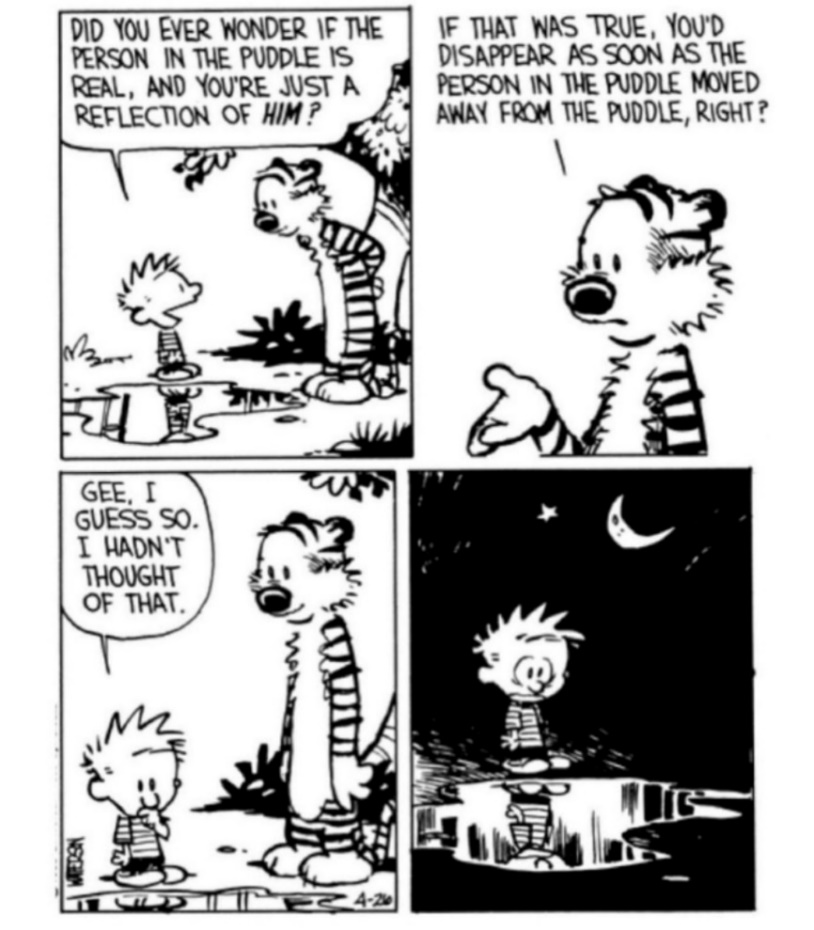 DID YOU EVER WONDER IF THE
PERSON IN THE PUDDLE IS
REAL, AND YOU'RE JUST A
REFLECTION OF HIM?
IF THAT WAS TRUE, YOU'D
DISAPPEAR AS SOON AS THE
PERSON IN THE PUDDLE MOVED
AWAY FROM THE PUDDLE, RIGHT?
GEE, I
GUESS SO.
I HADN'T
THOUGHT
OF THAT.
WATTERSON
4-26